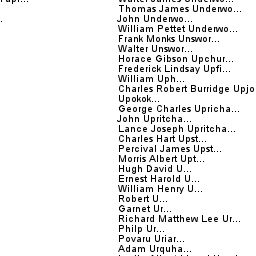 Thomas James Underwo...
John Underwo...
William Pettet Underwo...
Frank Monks Unswor...
Walter Unswor...
Horace Gibson Upchur...
Frederick Lindsay Upfi...
William Uph...
Charles Robert Burridge Upjo
Upokok...
George Charles Upricha...
John Upritcha...
Lance Joseph Upritcha...
Charles Hart Upst...
Percival James Upst...
Morris Albert Upt...
Hugh David U...
Ernest Harold U...
William Henry U...
Robert U...
Garnet Ur...
Richard Matthew Lee Ur...
Philp Ur...
Povaru Uriar...
Adam Urquha...